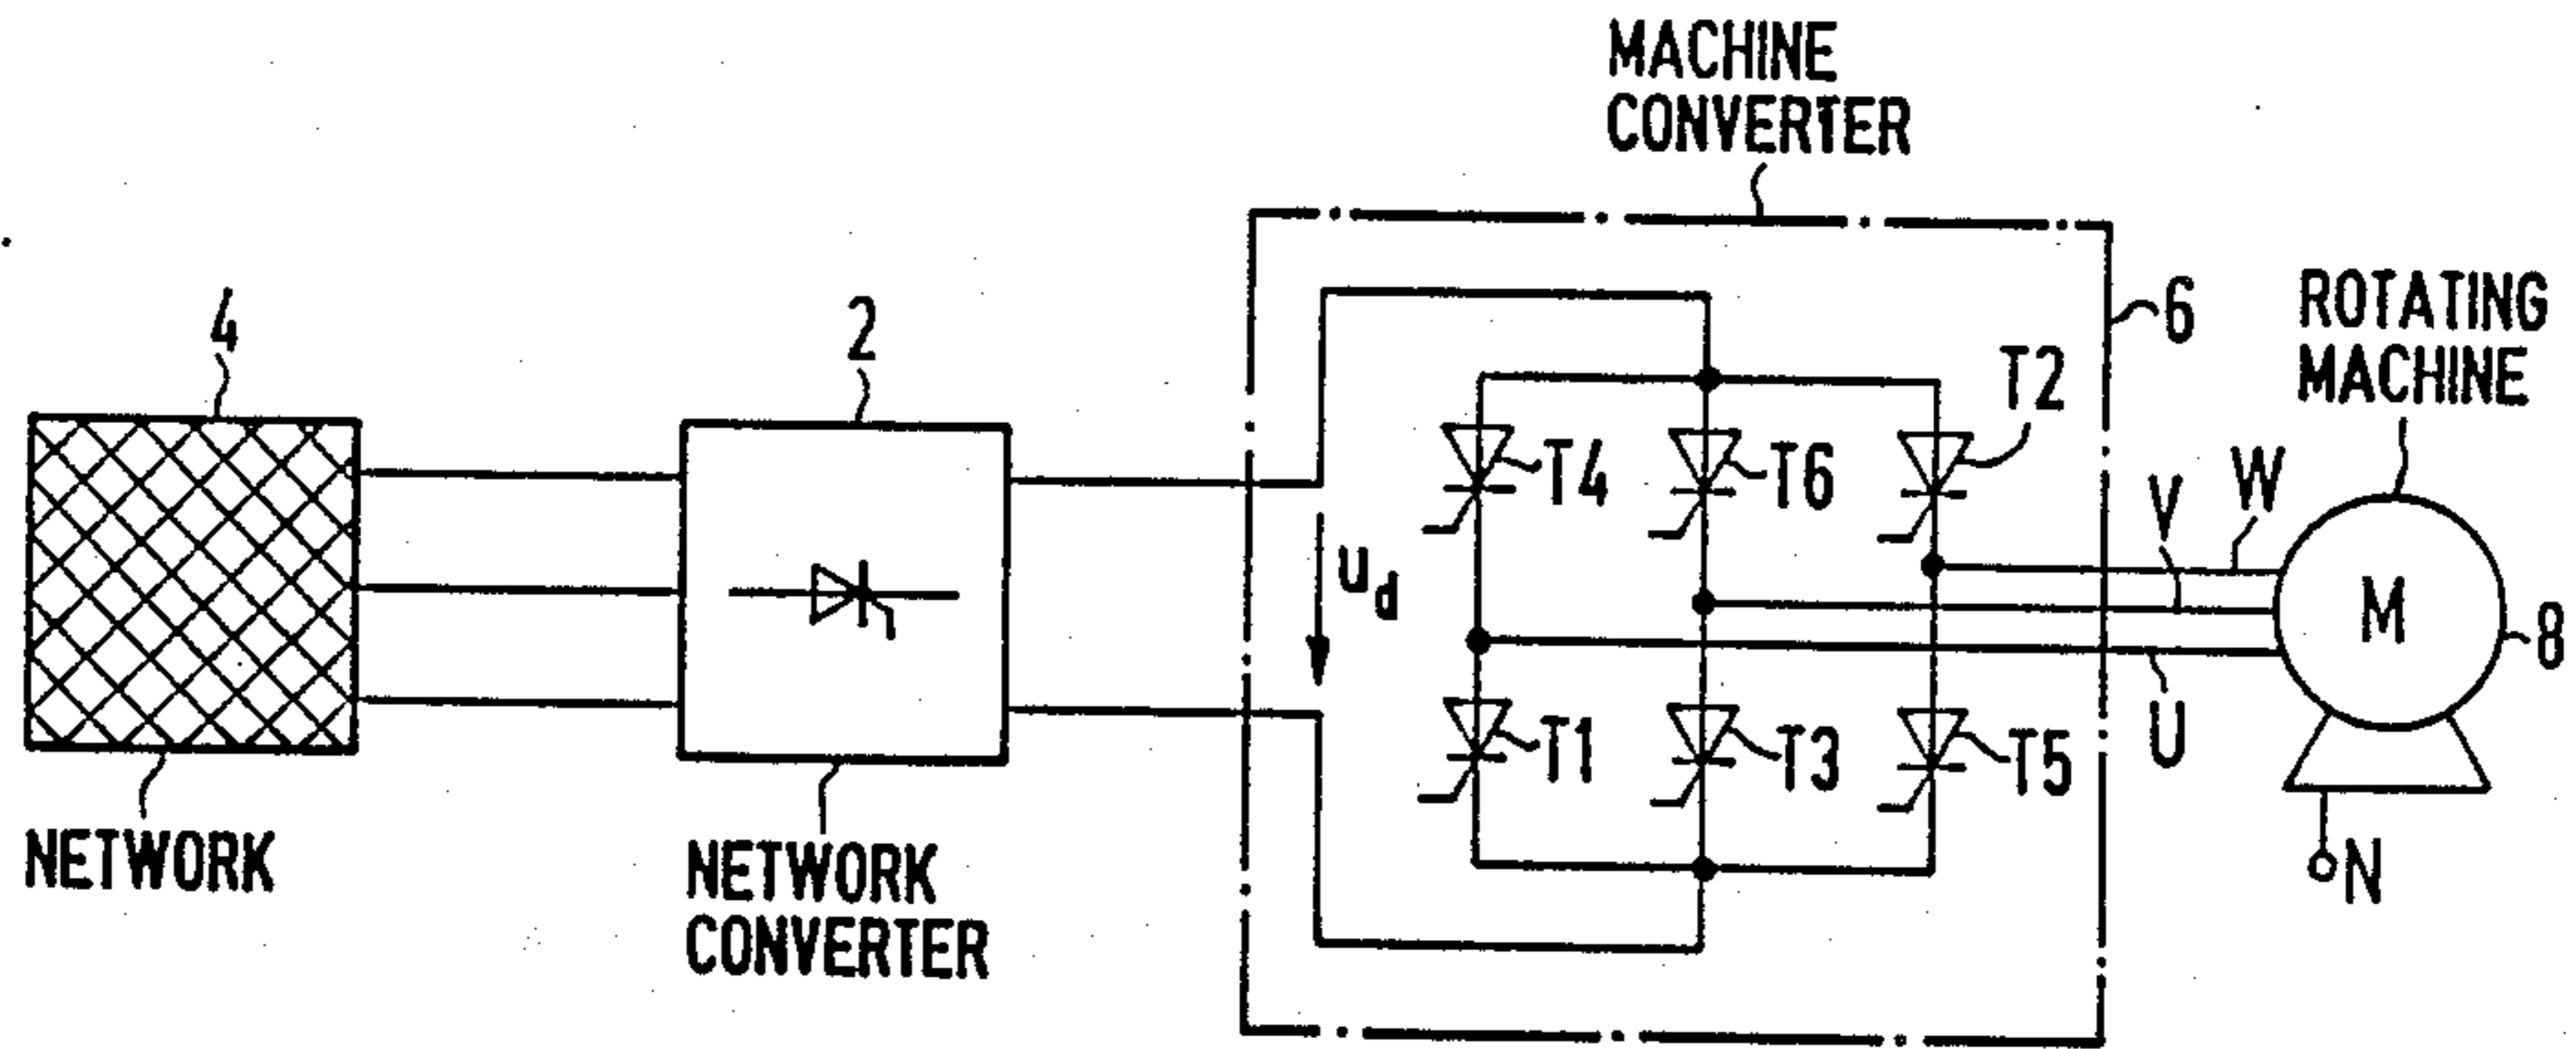 MACHINE
CONVERTER
6
ROTATING
MACHINE
4
2
T2
T4
T6
V
W
u_d
M
8
T1
T3
T5
U
N
NETWORK
NETWORK
CONVERTER